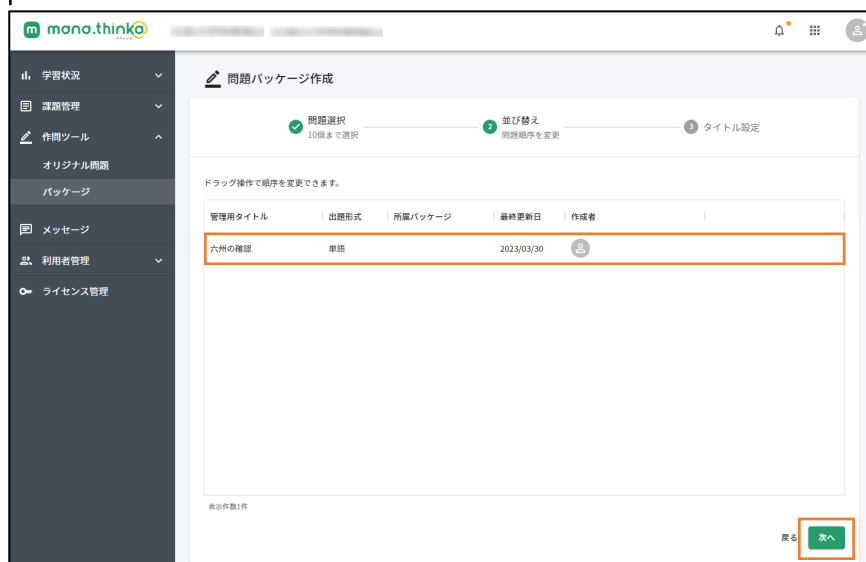 mana.thinka
学習状況
課題管理
作問ツール
オリジナル問題
パッケージ
メッセージ
利用者管理
ライセンス管理
問題パッケージ作成
問題選択
10個まで選択
2 並び替え
問題順序を変更
3 タイトル設定
ドラッグ操作で順序を変更できます。
管理用タイトル 出題形式 所属パッケージ 最終更新日 作成者
六州の確認 単語 2023/03/30
表示件数1件
戻る 次へ